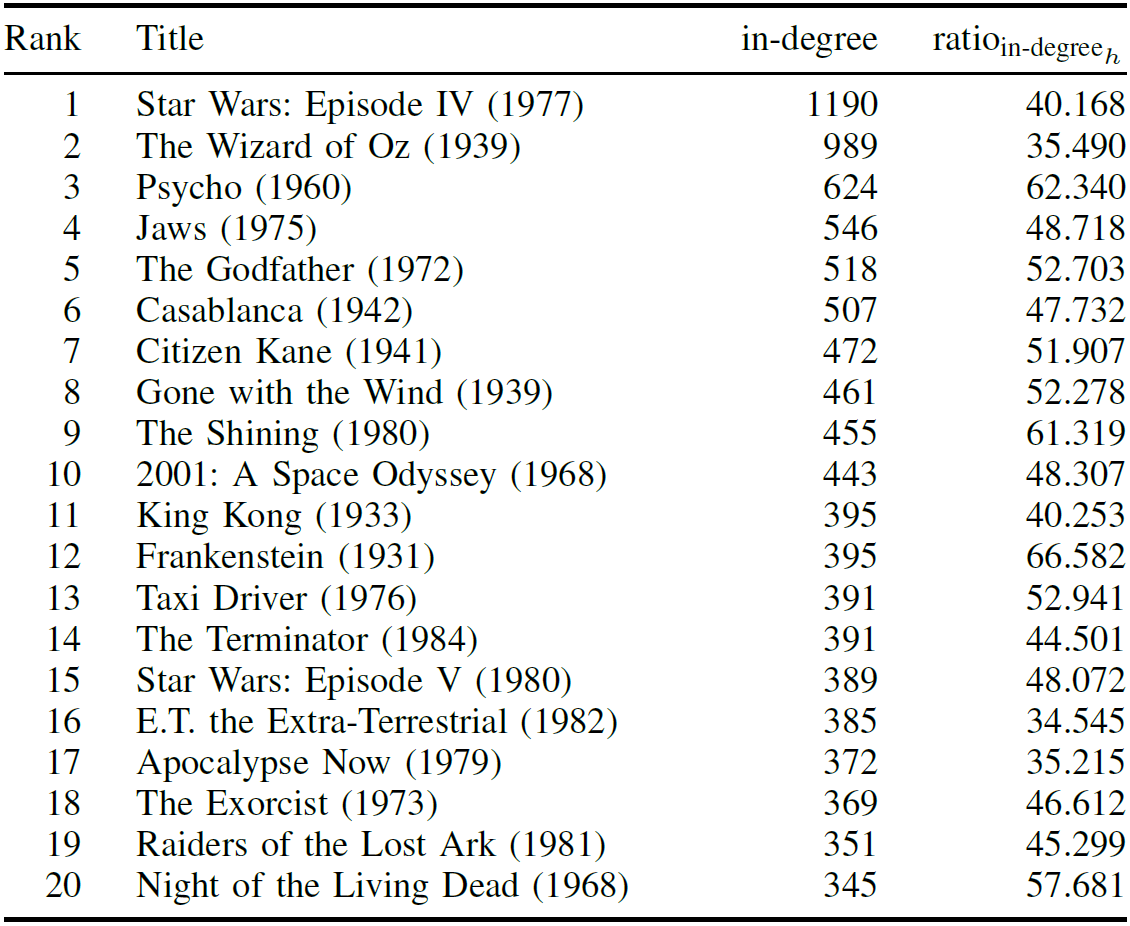 Rank Title in-degree ratio_in-degree_h
1 Star Wars: Episode IV (1977) 1190 40.168
2 The Wizard of Oz (1939) 989 35.490
3 Psycho (1960) 624 62.340
4 Jaws (1975) 546 48.718
5 The Godfather (1972) 518 52.703
6 Casablanca (1942) 507 47.732
7 Citizen Kane (1941) 472 51.907
8 Gone with the Wind (1939) 461 52.278
9 The Shining (1980) 455 61.319
10 2001: A Space Odyssey (1968) 443 48.307
11 King Kong (1933) 395 40.253
12 Frankenstein (1931) 395 66.582
13 Taxi Driver (1976) 391 52.941
14 The Terminator (1984) 391 44.501
15 Star Wars: Episode V (1980) 389 48.072
16 E.T. the Extra-Terrestrial (1982) 385 34.545
17 Apocalypse Now (1979) 372 35.215
18 The Exorcist (1973) 369 46.612
19 Raiders of the Lost Ark (1981) 351 45.299
20 Night of the Living Dead (1968) 345 57.681